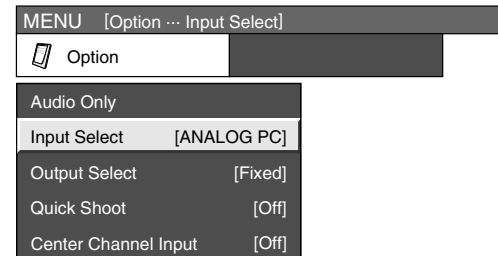 MENU [Option ··· Input Select]
Option
Audio Only
Input Select [ANALOG PC]
Output Select [Fixed]
Quick Shoot [Off]
Center Channel Input [Off]